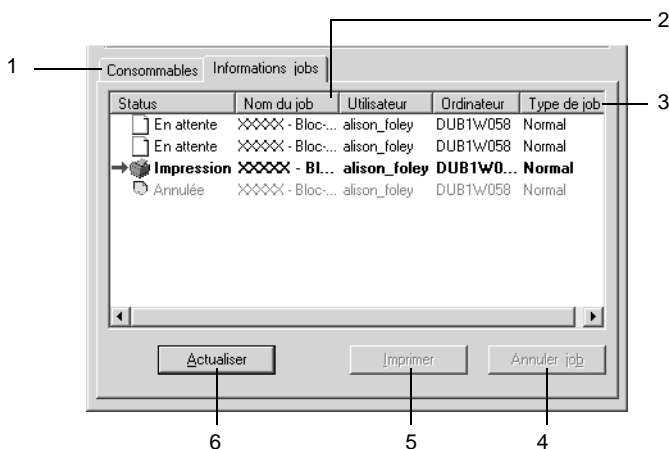 2
1
Consommables Informations jobs
3
Status Nom du job Utilisateur Ordinateur Type de job
En attente XXXXX - Bloc-... alison_foley DUB1W058 Normal
En attente XXXXX - Bloc-... alison_foley DUB1W058 Normal
Impression XXXXX - Bl... alison_foley DUB1W0... Normal
Annulée XXXXX - Bloc-... alison_foley DUB1W058 Normal
Actualiser Imprimer Annuler job
6 5 4